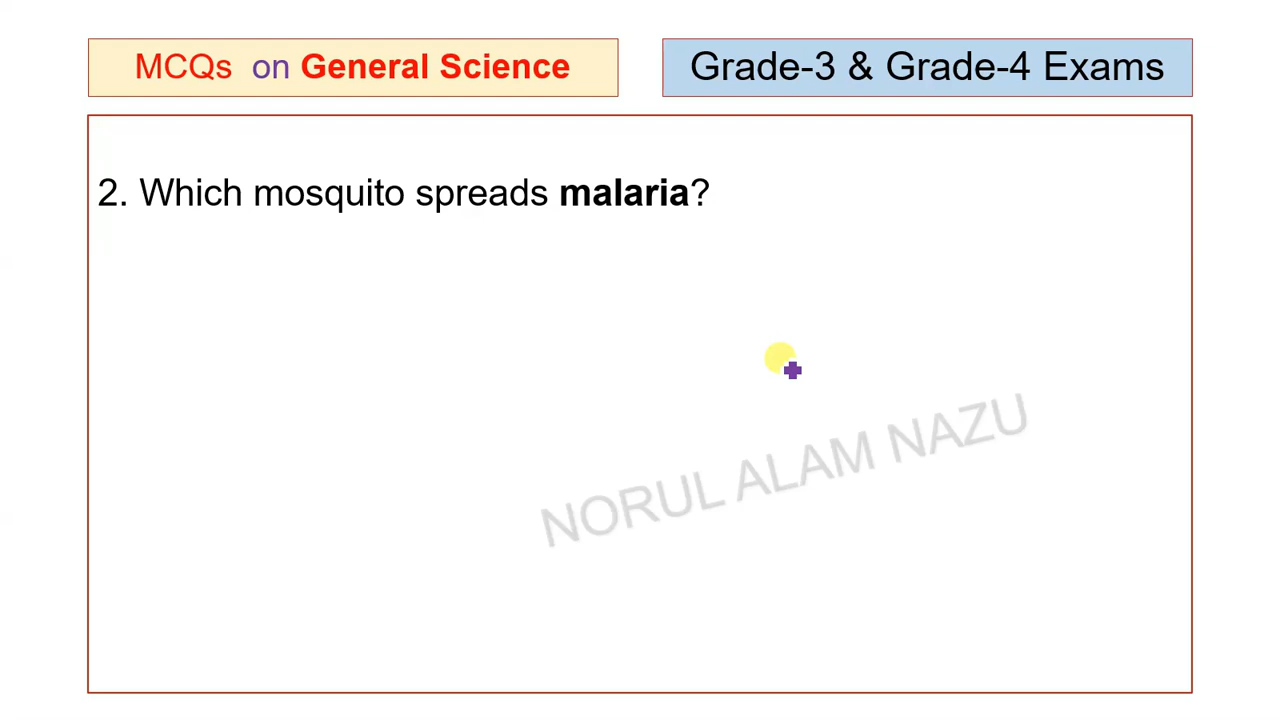 MCQs on General Science
Grade-3 & Grade-4 Exams
2. Which mosquito spreads malaria?
NORUL ALAM NAZU